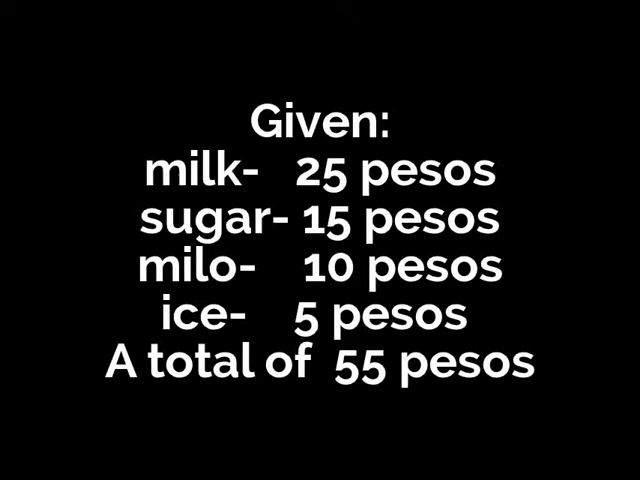 Given:
milk- 25 pesos
sugar- 15 pesos
milo- 10 pesos
ice- 5 pesos
A total of 55 pesos